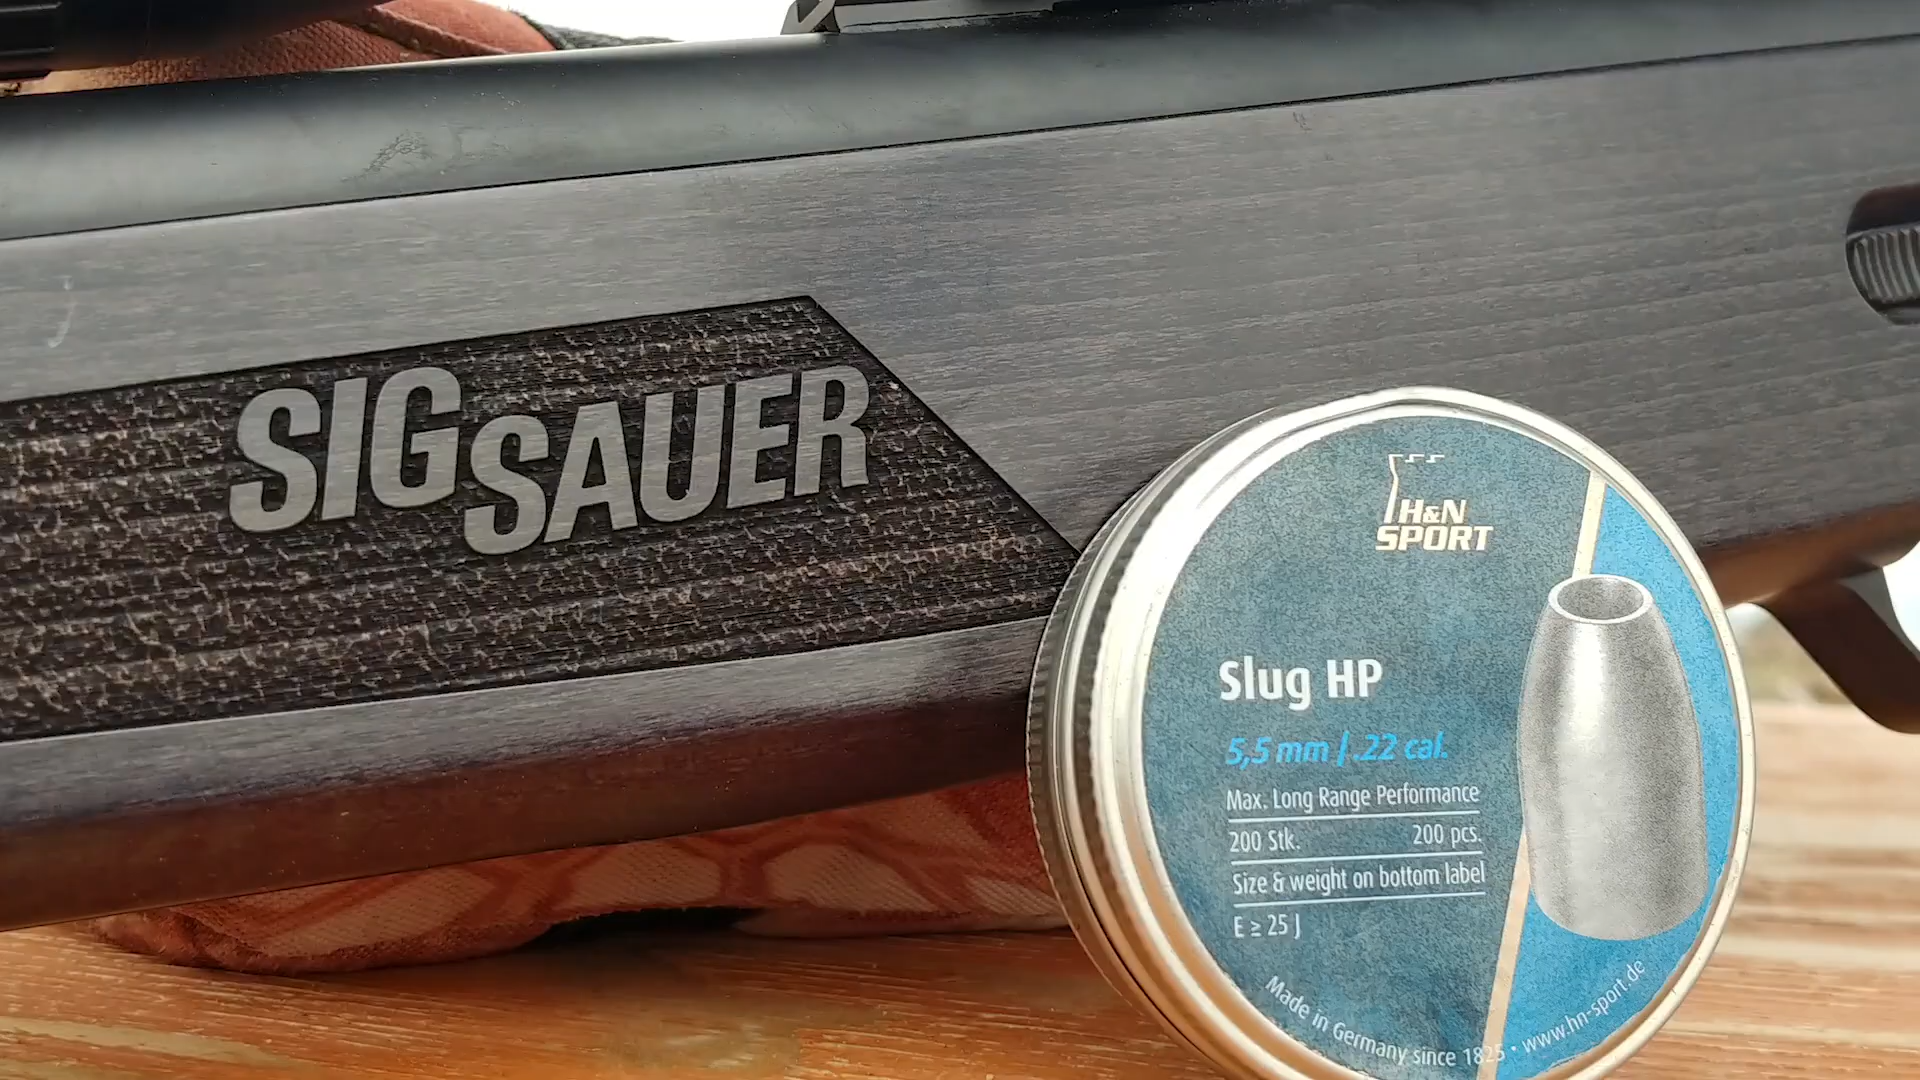 SIG SAUER
H&N
SPORT
Slug HP
5,5 mm / .22 cal.
Max. Long Range Performance
200 Stk. 200 pcs.
Size & weight on bottom label
E ≥ 25 J
Made in Germany since 1825 • www.hn-sport.de